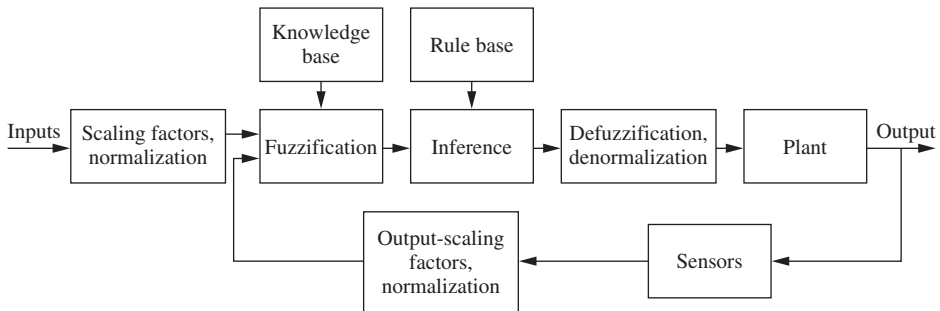 Knowledge
base
Rule base
Inputs
Scaling factors,
normalization
Fuzzification
Inference
Defuzzification,
denormalization
Plant
Output
Output-scaling
factors,
normalization
Sensors